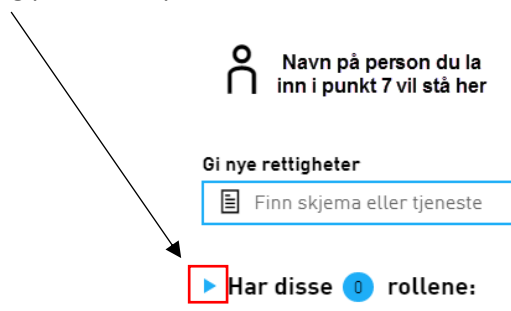 Navn på person du la
inn i punkt 7 vil stå her
Gi nye rettigheter
Finn skjema eller tjeneste
Har disse 0 rollene: